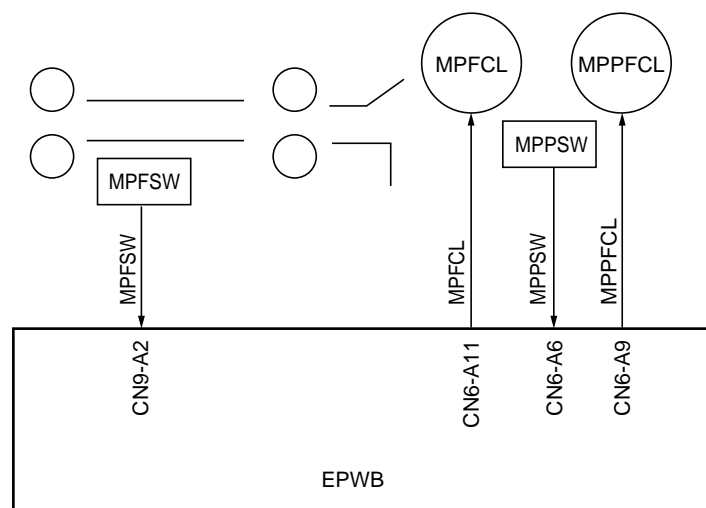 MPFCL
MPPFCL
MPPSW
MPFSW
MPFSW
MPFCL
MPPSW
MPPFCL
CN9-A2
CN6-A11
CN6-A6
CN6-A9
EPWB